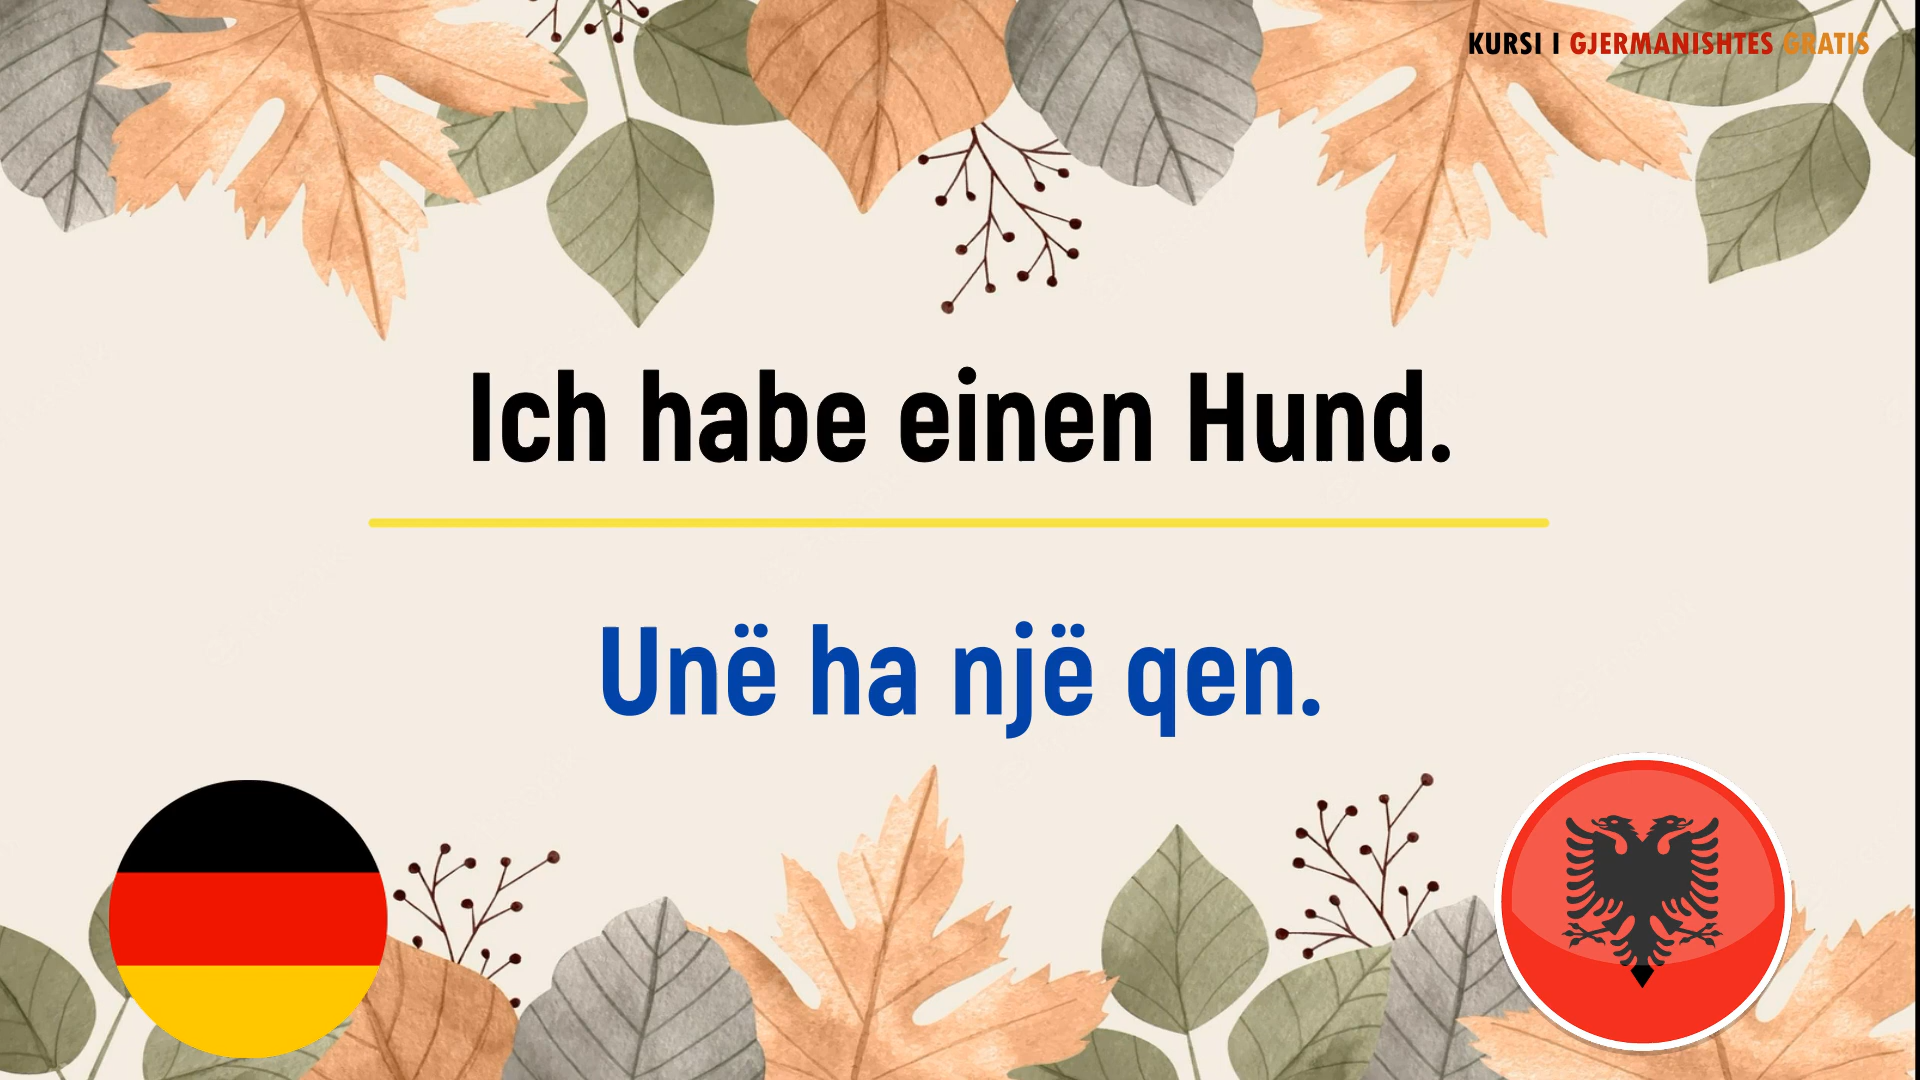 KURSI I GJERMANISHTES GRATIS
Ich habe einen Hund.
Unë ha një qen.